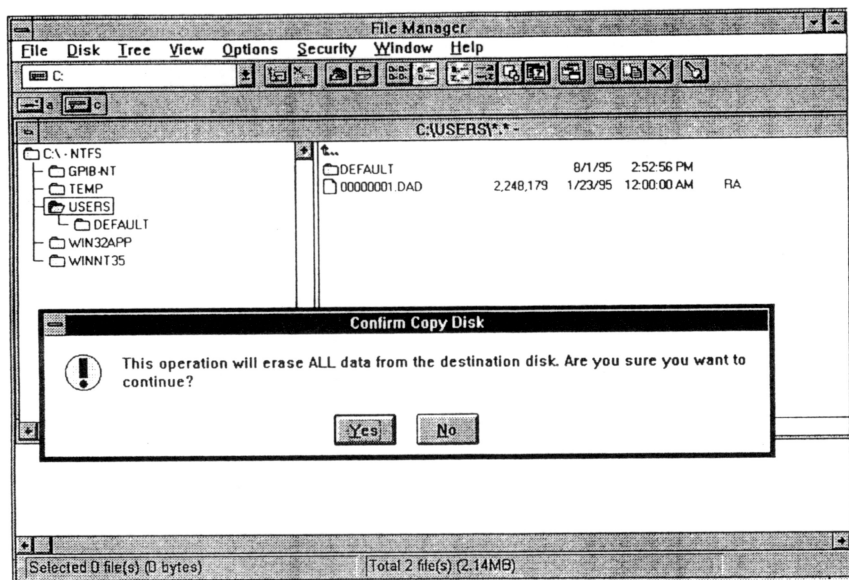 File Manager
File Disk Tree View Options Security Window Help
C:
a c
C:\USERS\*.* -
C:\ - NTFS
GPIB-NT
TEMP
USERS
DEFAULT
WIN32APP
WINNT35
DEFAULT 8/1/95 2:52:56 PM
00000001.DAD 2,248,179 1/23/95 12:00:00 AM RA
Confirm Copy Disk
This operation will erase ALL data from the destination disk. Are you sure you want to
continue?
Yes No
Selected 0 file(s) (0 bytes) Total 2 file(s) (2.14MB)